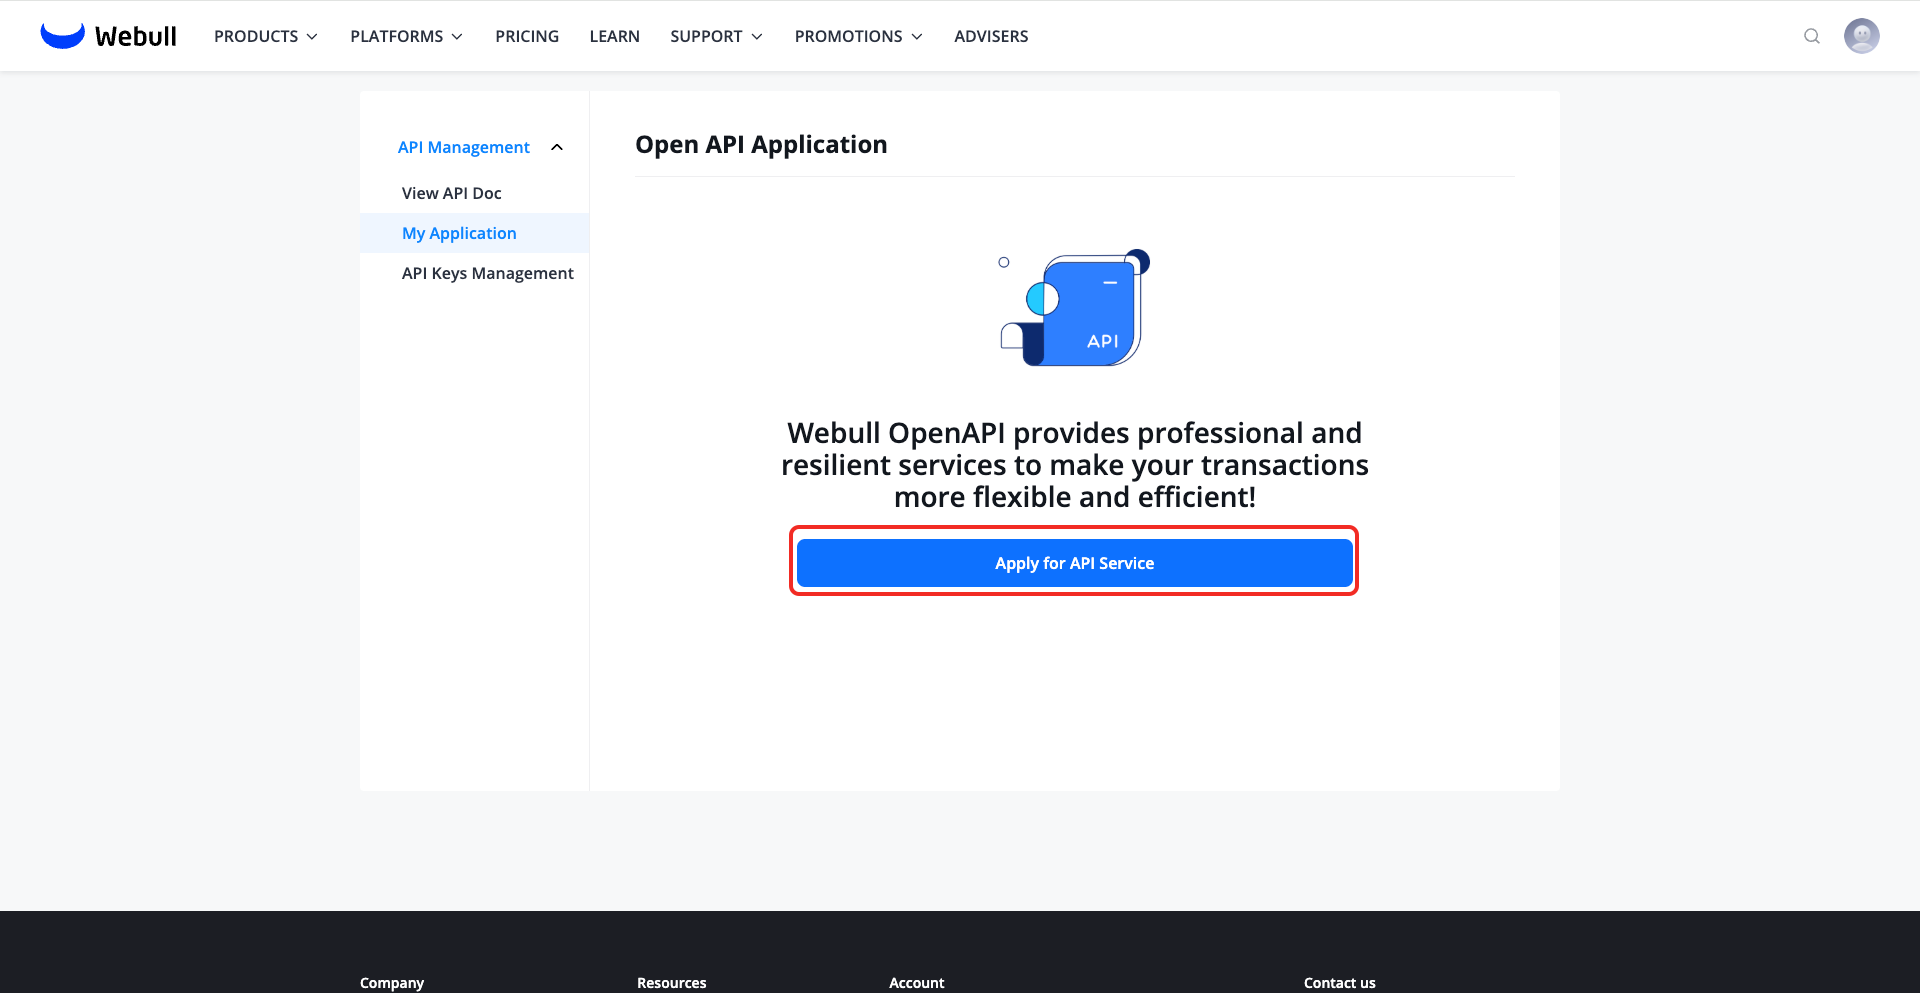 Webull
PRODUCTS
PLATFORMS
PRICING
LEARN
SUPPORT
PROMOTIONS
ADVISERS
API Management
View API Doc
My Application
API Keys Management
Open API Application
API
Webull OpenAPI provides professional and
resilient services to make your transactions
more flexible and efficient!
Apply for API Service
Company
Resources
Account
Contact us